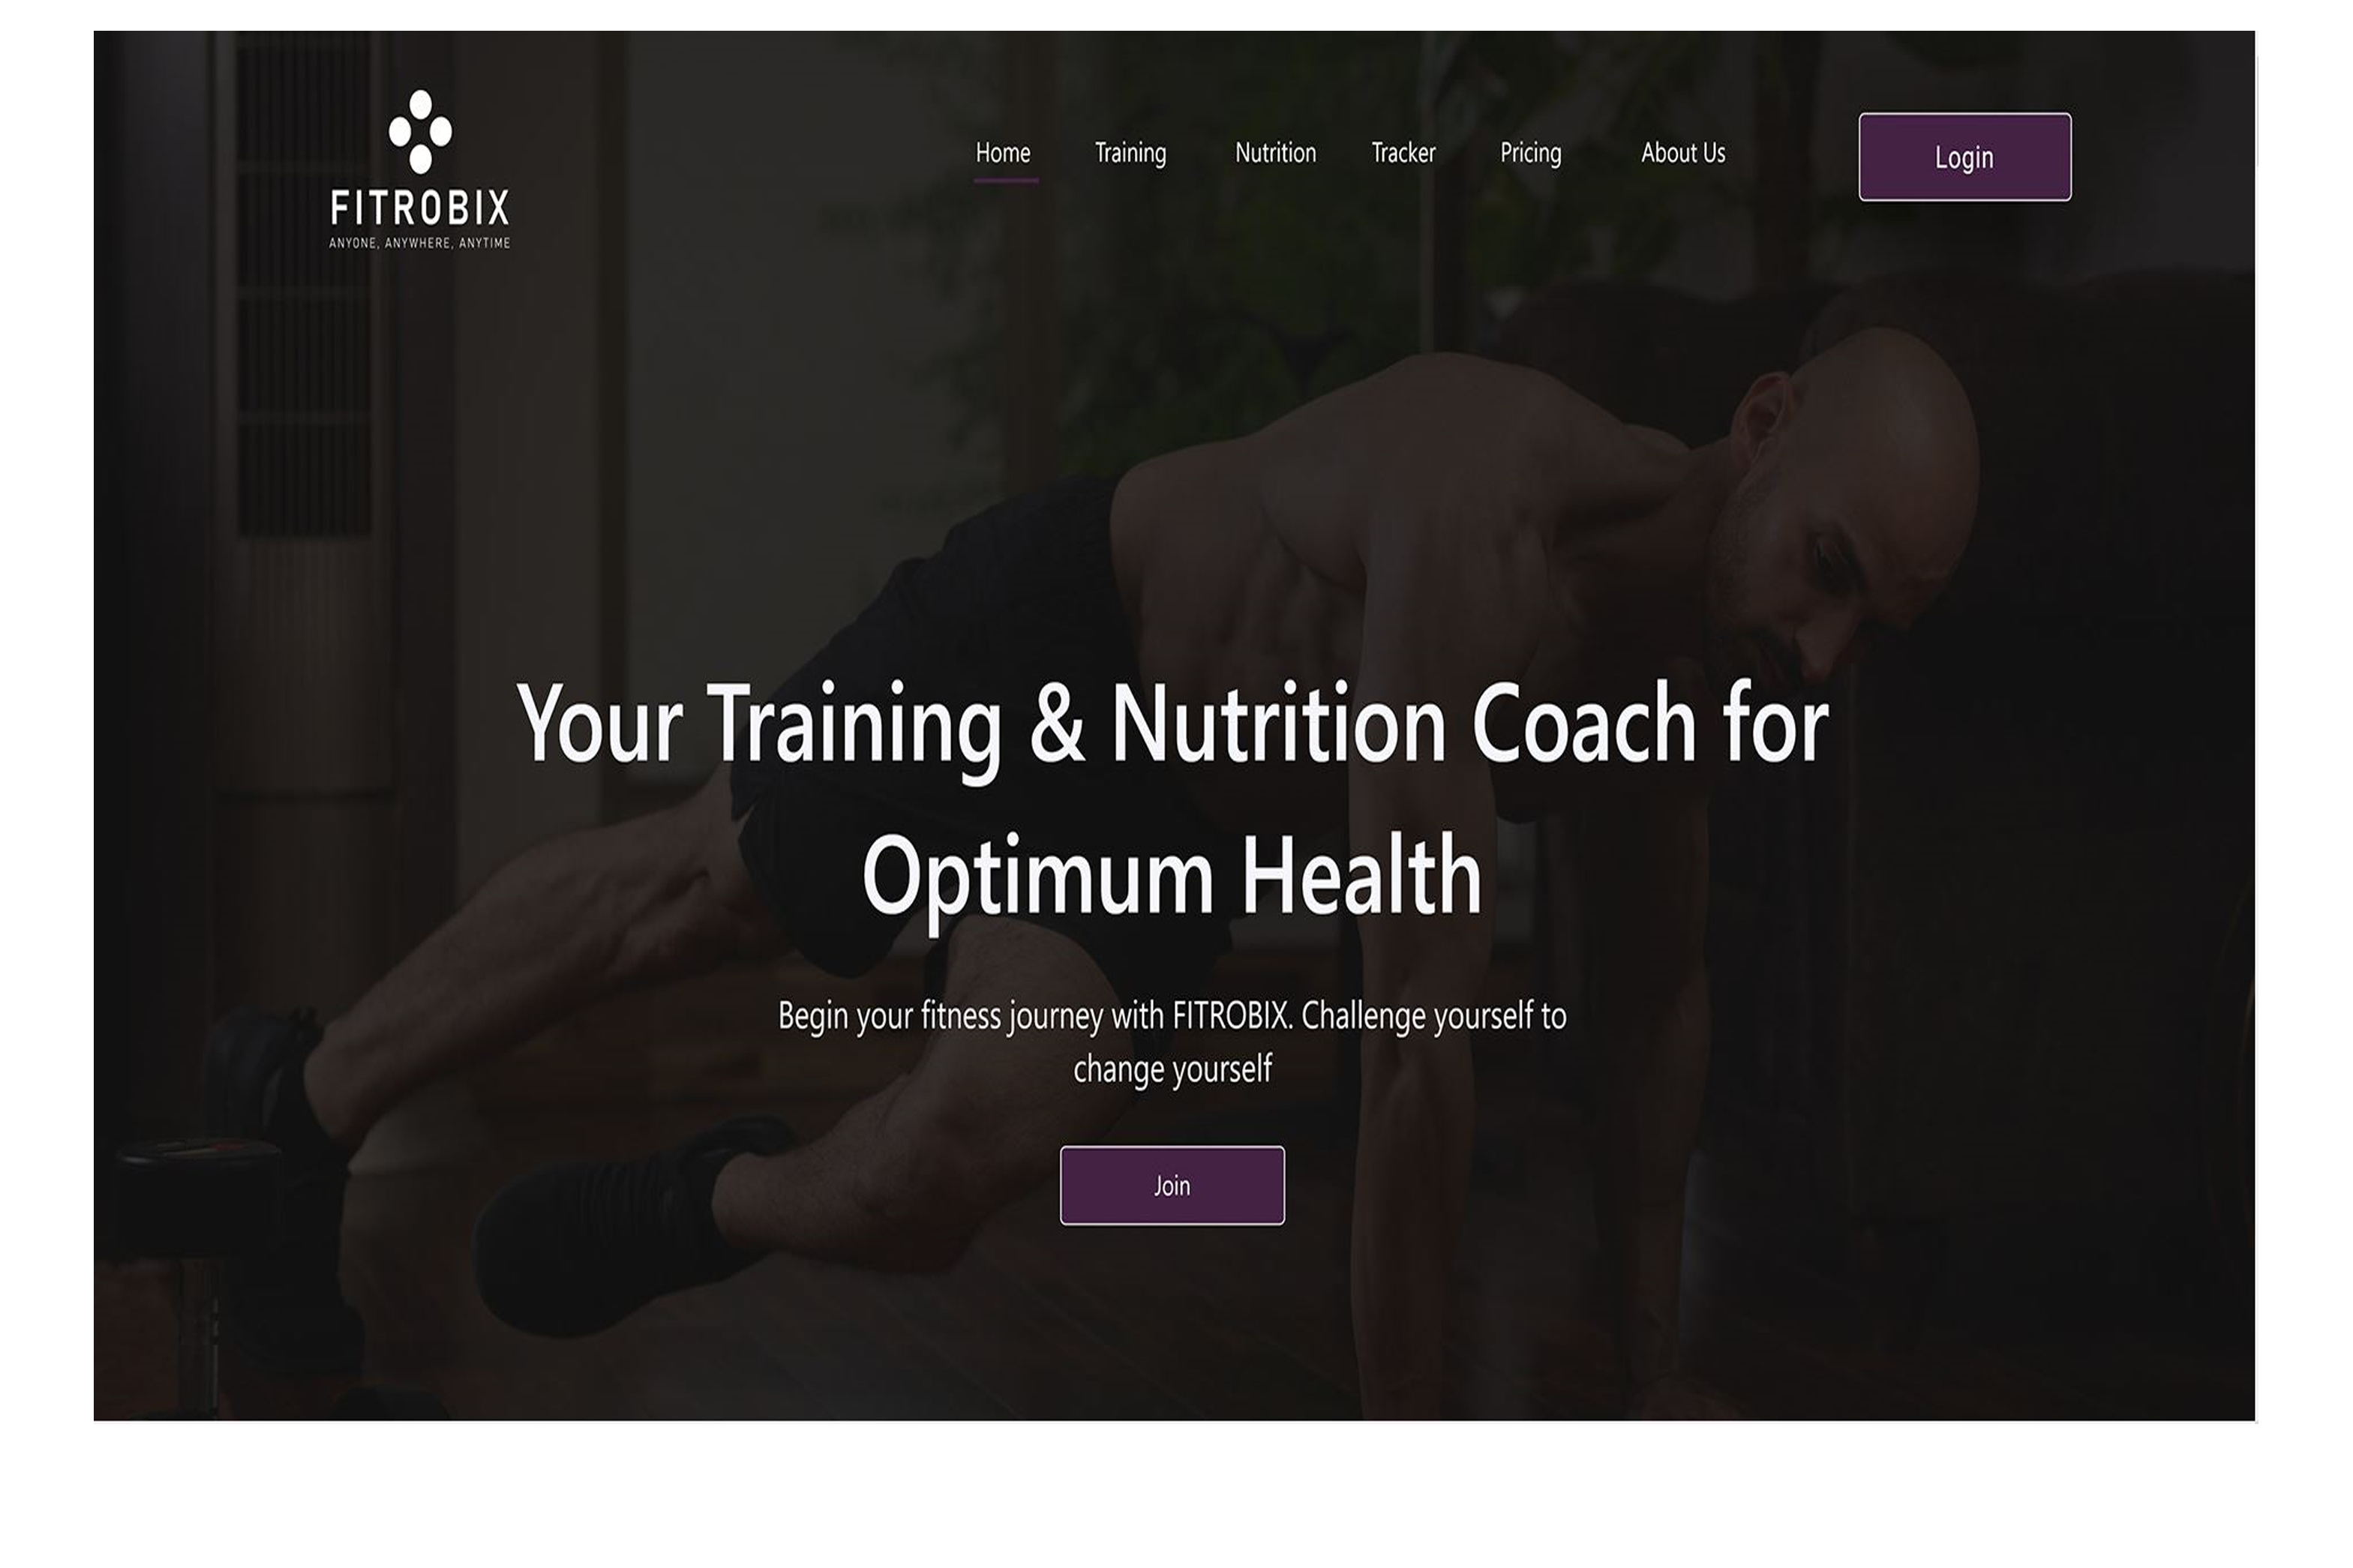 FITROBIX
ANYONE, ANYWHERE, ANYTIME
Home Training Nutrition Tracker Pricing About Us Login
Your Training & Nutrition Coach for
Optimum Health
Begin your fitness journey with FITROBIX. Challenge yourself to
change yourself
Join